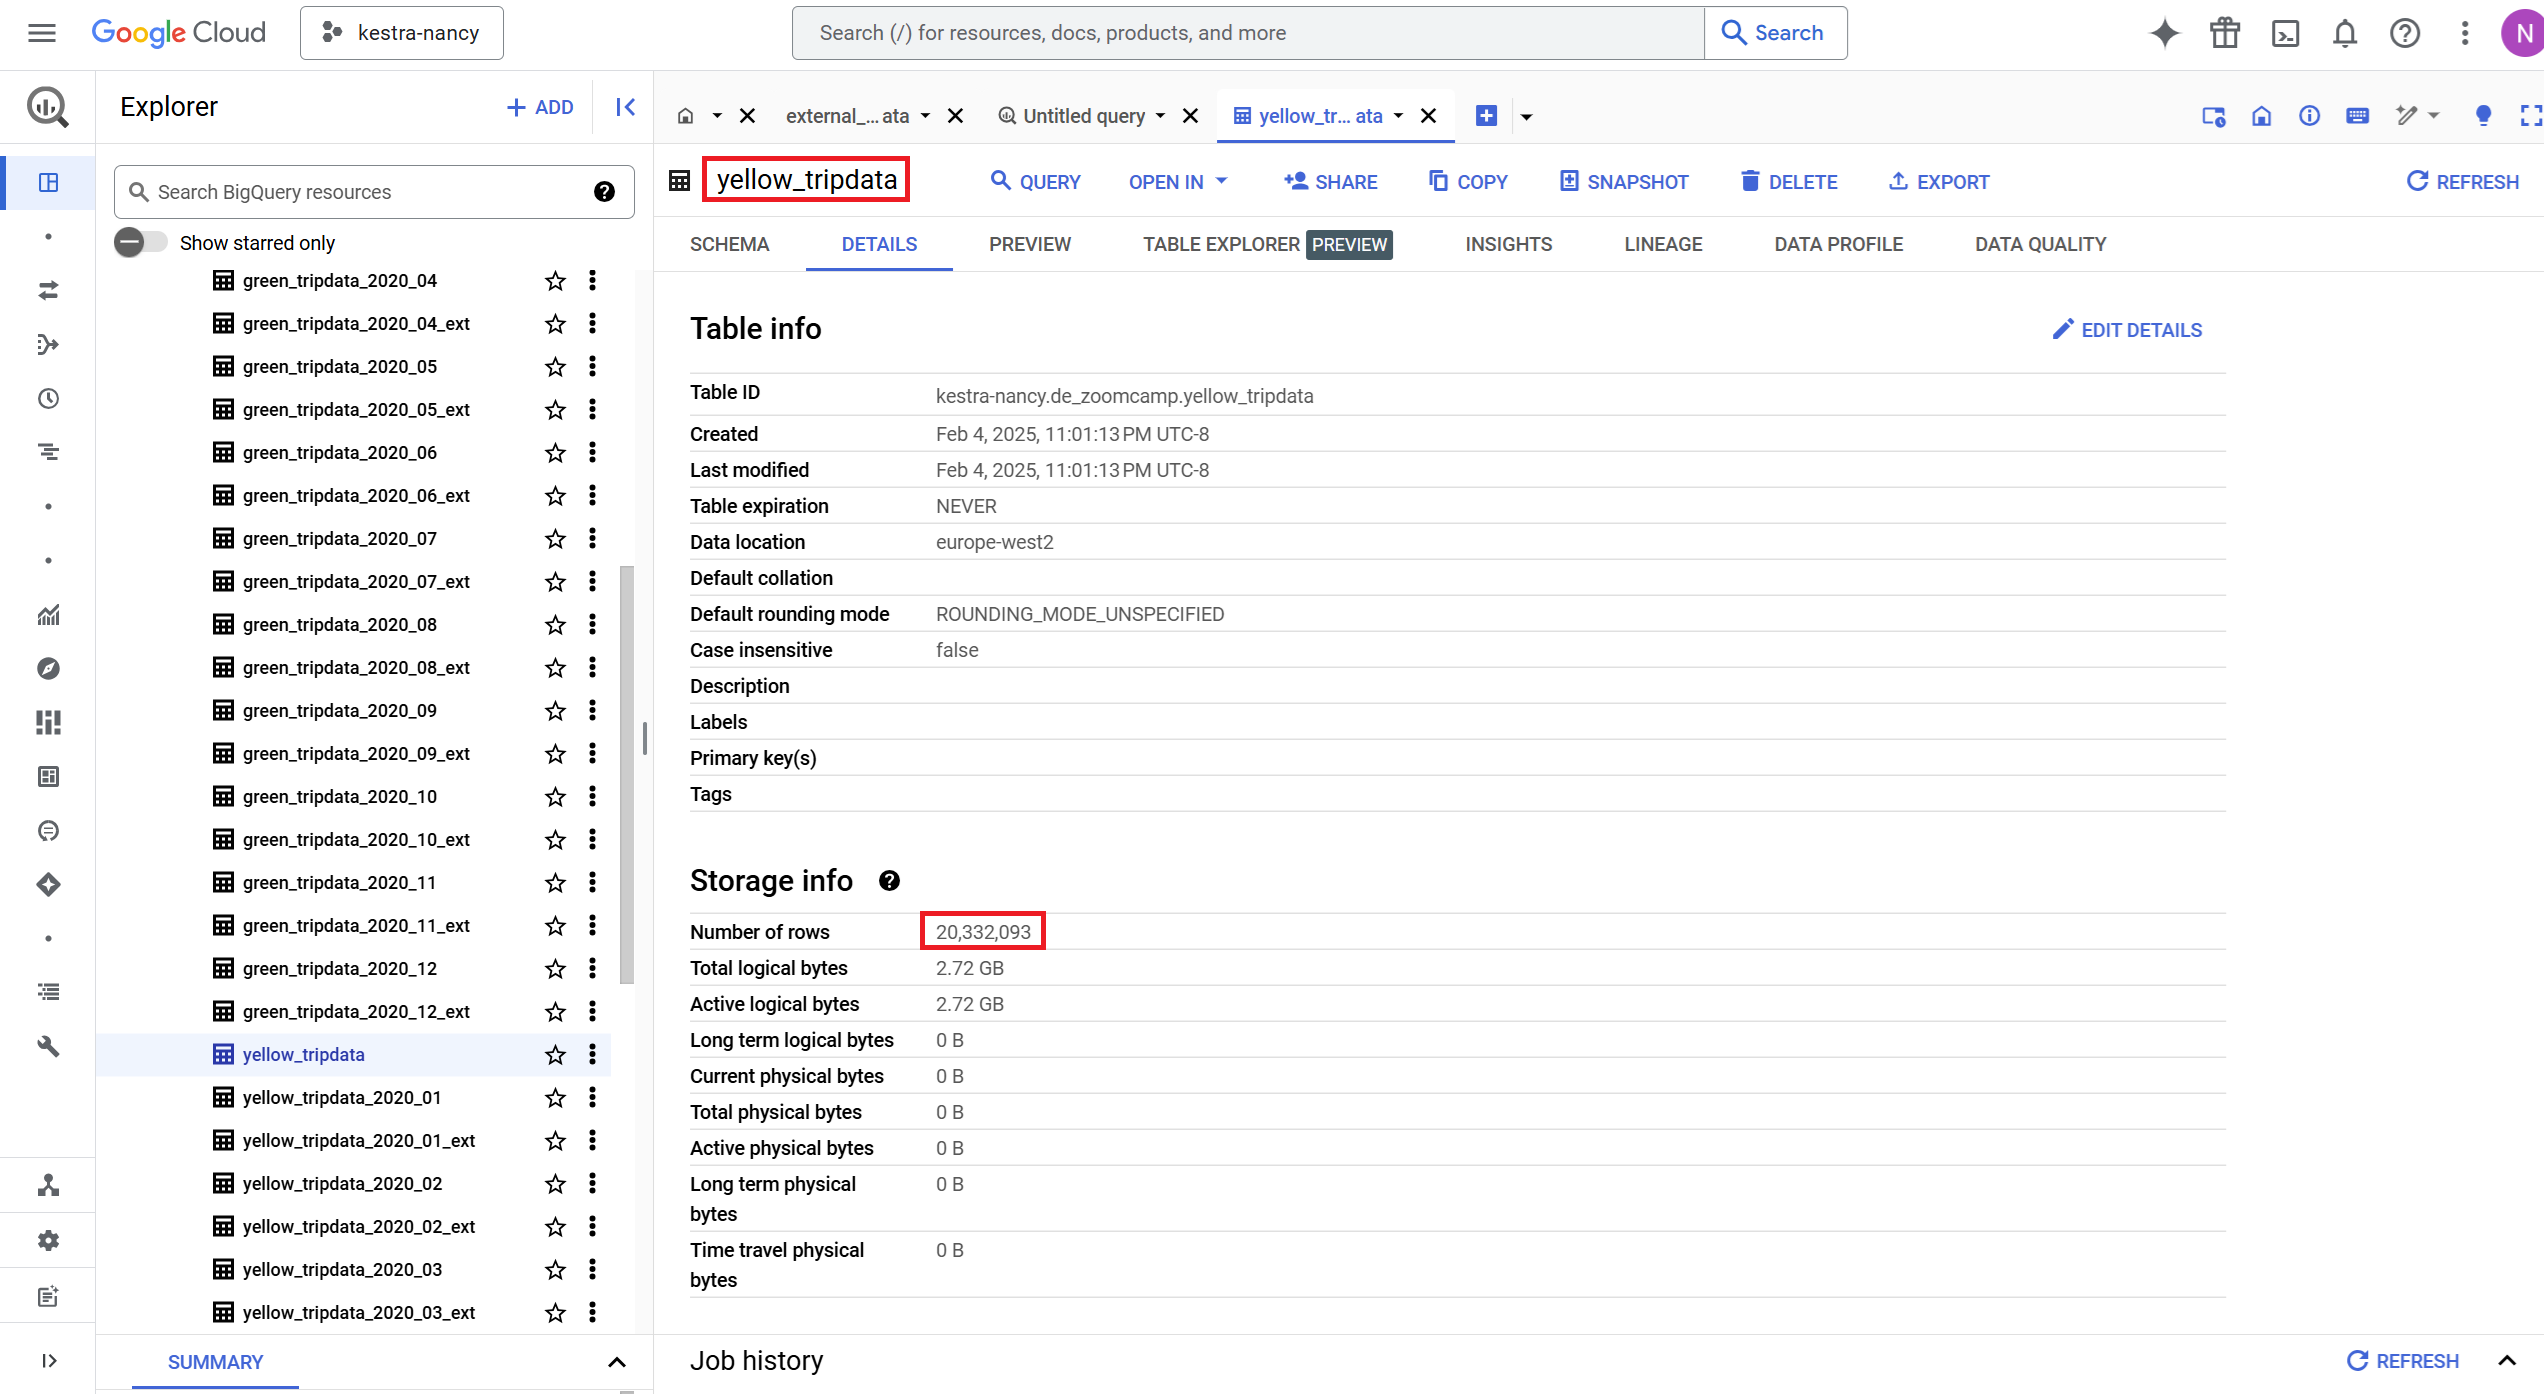 Google Cloud
kestra-nancy
Search (/) for resources, docs, products, and more
Search
N
Explorer
ADD
Search BigQuery resources
Show starred only
green_tripdata_2020_04
green_tripdata_2020_04_ext
green_tripdata_2020_05
green_tripdata_2020_05_ext
green_tripdata_2020_06
green_tripdata_2020_06_ext
green_tripdata_2020_07
green_tripdata_2020_07_ext
green_tripdata_2020_08
green_tripdata_2020_08_ext
green_tripdata_2020_09
green_tripdata_2020_09_ext
green_tripdata_2020_10
green_tripdata_2020_10_ext
green_tripdata_2020_11
green_tripdata_2020_11_ext
green_tripdata_2020_12
green_tripdata_2020_12_ext
yellow_tripdata
yellow_tripdata_2020_01
yellow_tripdata_2020_01_ext
yellow_tripdata_2020_02
yellow_tripdata_2020_02_ext
yellow_tripdata_2020_03
yellow_tripdata_2020_03_ext
SUMMARY
external_... ata
Untitled query
yellow_tr... ata
yellow_tripdata
QUERY
OPEN IN
SHARE
COPY
SNAPSHOT
DELETE
EXPORT
REFRESH
SCHEMA
DETAILS
PREVIEW
TABLE EXPLORER PREVIEW
INSIGHTS
LINEAGE
DATA PROFILE
DATA QUALITY
Table info
EDIT DETAILS
Table ID kestra-nancy.de_zoomcamp.yellow_tripdata
Created Feb 4, 2025, 11:01:13 PM UTC-8
Last modified Feb 4, 2025, 11:01:13 PM UTC-8
Table expiration NEVER
Data location europe-west2
Default collation
Default rounding mode ROUNDING_MODE_UNSPECIFIED
Case insensitive false
Description
Labels
Primary key(s)
Tags
Storage info
Number of rows 20,332,093
Total logical bytes 2.72 GB
Active logical bytes 2.72 GB
Long term logical bytes 0 B
Current physical bytes 0 B
Total physical bytes 0 B
Active physical bytes 0 B
Long term physical 0 B
bytes
Time travel physical 0 B
bytes
Job history
REFRESH